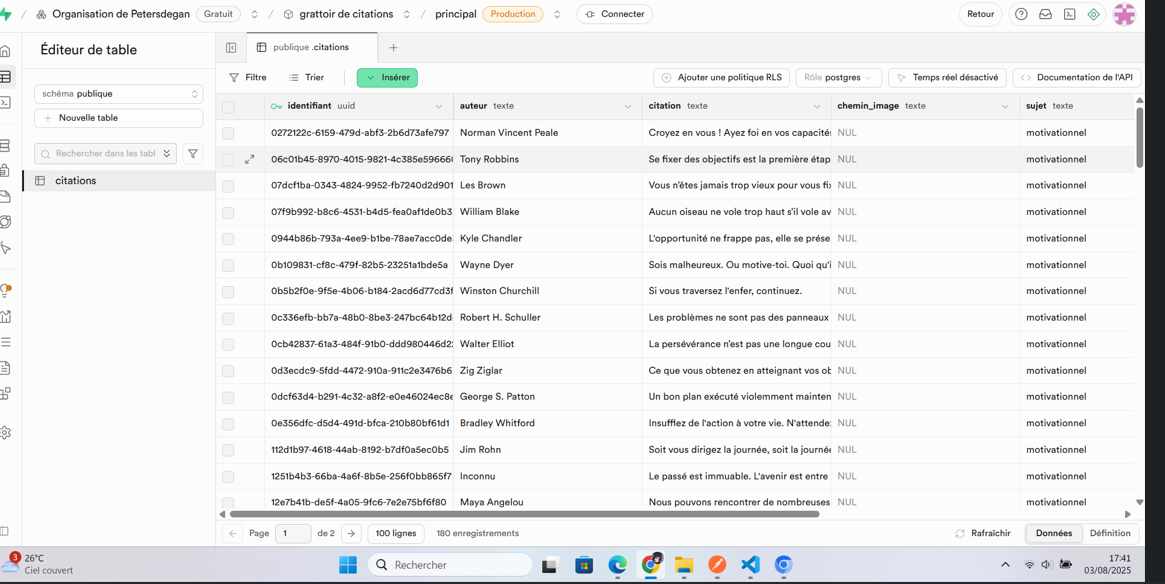 Organisation de Petersdegan Gratuit grattoir de citations principal Production Connecter Retour
Éditeur de table
publique .citations
Filtre Trier Insérer Ajouter une politique RLS Rôle postgres Temps réel désactivé Documentation de l'API
schéma publique
Nouvelle table
Rechercher dans les tabl
citations
identifiant uuid auteur texte citation texte chemin_image texte sujet texte
0272122c-6159-479d-abf3-2b6d73afe797 Norman Vincent Peale Croyez en vous ! Ayez foi en vos capacité NUL motivationnel
06c01b45-8970-4015-9821-4c385e59666 Tony Robbins Se fixer des objectifs est la première étap NUL motivationnel
07dcf1ba-0343-4824-9952-fb7240d2d901 Les Brown Vous n'êtes jamais trop vieux pour vous fi NUL motivationnel
07f9b992-b8c6-4531-b4d5-fea0af1de0b3 William Blake Aucun oiseau ne vole trop haut s'il vole av NUL motivationnel
0944b86b-793a-4ee9-b1be-78ae7acc0de Kyle Chandler L'opportunité ne frappe pas, elle se prése NUL motivationnel
0b109831-cf8c-479f-82b5-23251a1bde5a Wayne Dyer Sois malheureux. Ou motive-toi. Quoi qu'i NUL motivationnel
0b5b2f0e-9f5e-4b06-b184-2acd6d77cd3f Winston Churchill Si vous traversez l'enfer, continuez. NUL motivationnel
0c336efb-bb7a-48b0-8be3-247bc64b12d Robert H. Schuller Les problèmes ne sont pas des panneaux NUL motivationnel
0cb42837-61a3-484f-91b0-ddd980446d2 Walter Elliot La persévérance n'est pas une longue cou NUL motivationnel
0d3ecdc9-5fdd-4472-910a-911c2e3476b6 Zig Ziglar Ce que vous obtenez en atteignant vos ob NUL motivationnel
0dcf63d4-b291-4c32-a8f2-e0e46024ec8e George S. Patton Un bon plan exécuté violemment mainten NUL motivationnel
0e356dfc-d5d4-491d-bfca-210b80bf61d1 Bradley Whitford Insufflez de l'action à votre vie. N'attende NUL motivationnel
112d1b97-4618-44ab-8192-b7df0a5ec0b5 Jim Rohn Soit vous dirigez la journée, soit la journé NUL motivationnel
1251b4b3-66ba-4a6f-8b5e-256f0bb865f7 Inconnu Le passé est immuable. L'avenir est entre NUL motivationnel
12e7b41b-de5f-4a05-9fc6-7e2e75bf6f80 Maya Angelou Nous pouvons rencontrer de nombreuses NUL motivationnel
Page 1 de 2 100 lignes 180 enregistrements Rafraîchir Données Définition
3
26°C
Ciel couvert
Rechercher
17:41
03/08/2025